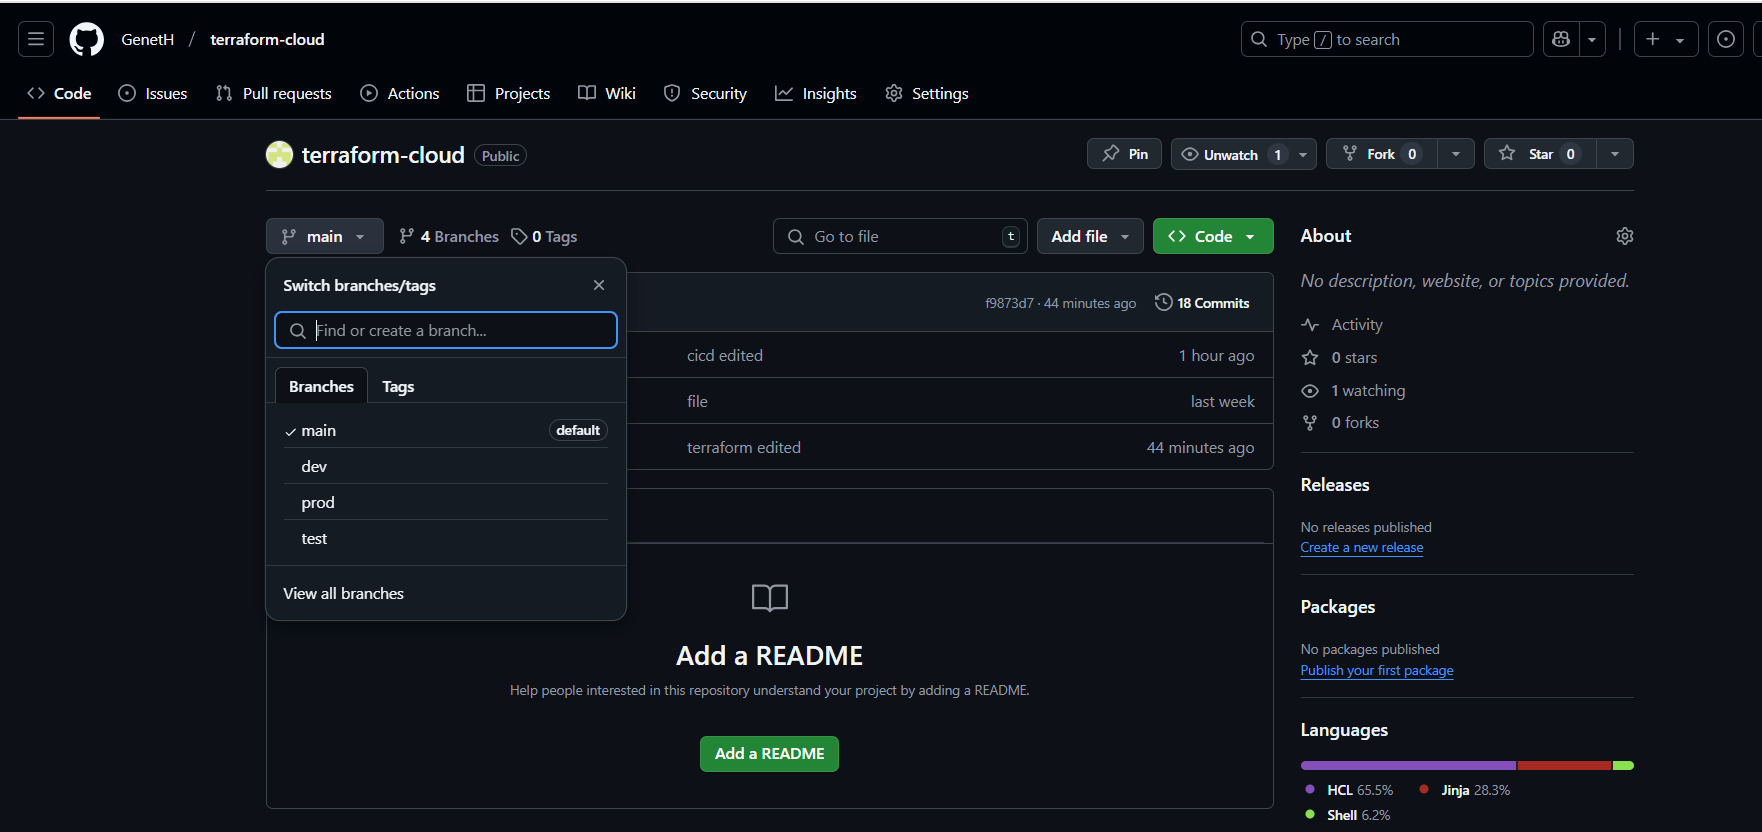 GenetH / terraform-cloud
Type / to search
Code Issues Pull requests Actions Projects Wiki Security Insights Settings
terraform-cloud Public
Pin Unwatch 1 Fork 0 Star 0
main 4 Branches 0 Tags
Go to file t Add file Code
Switch branches/tags
Find or create a branch...
Branches Tags
main default
dev
prod
test
View all branches
f9873d7 · 44 minutes ago 18 Commits
cicd edited 1 hour ago
file last week
terraform edited 44 minutes ago
Add a README
Help people interested in this repository understand your project by adding a README.
Add a README
About
No description, website, or topics provided.
Activity
0 stars
1 watching
0 forks
Releases
No releases published
Create a new release
Packages
No packages published
Publish your first package
Languages
HCL 65.5% Jinja 28.3%
Shell 6.2%